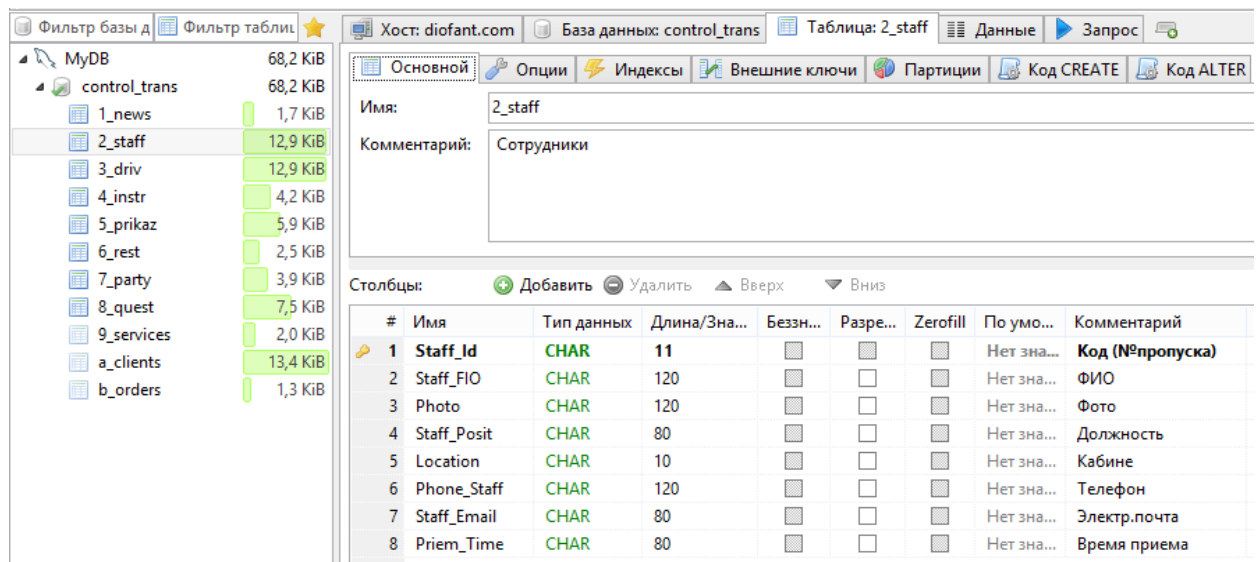 Фильтр базы д Фильтр таблиц
MyDB 68,2 KiB
control_trans 68,2 KiB
1_news 1,7 KiB
2_staff 12,9 KiB
3_driv 12,9 KiB
4_instr 4,2 KiB
5_prikaz 5,9 KiB
6_rest 2,5 KiB
7_party 3,9 KiB
8_quest 7,5 KiB
9_services 2,0 KiB
a_clients 13,4 KiB
b_orders 1,3 KiB
Хост: diofant.com База данных: control_trans Таблица: 2_staff Данные Запрос
Основной Опции Индексы Внешние ключи Партиции Код CREATE Код ALTER
Имя: 2_staff
Комментарий: Сотрудники
Столбцы: Добавить Удалить Вверх Вниз
# Имя Тип данных Длина/Зна... Беззн... Разре... Zerofill По умо... Комментарий
1 Staff_Id CHAR 11 Нет зна... Код (№пропуска)
2 Staff_FIO CHAR 120 Нет зна... ФИО
3 Photo CHAR 120 Нет зна... Фото
4 Staff_Posit CHAR 80 Нет зна... Должность
5 Location CHAR 10 Нет зна... Кабине
6 Phone_Staff CHAR 120 Нет зна... Телефон
7 Staff_Email CHAR 80 Нет зна... Электр.почта
8 Priem_Time CHAR 80 Нет зна... Время приема